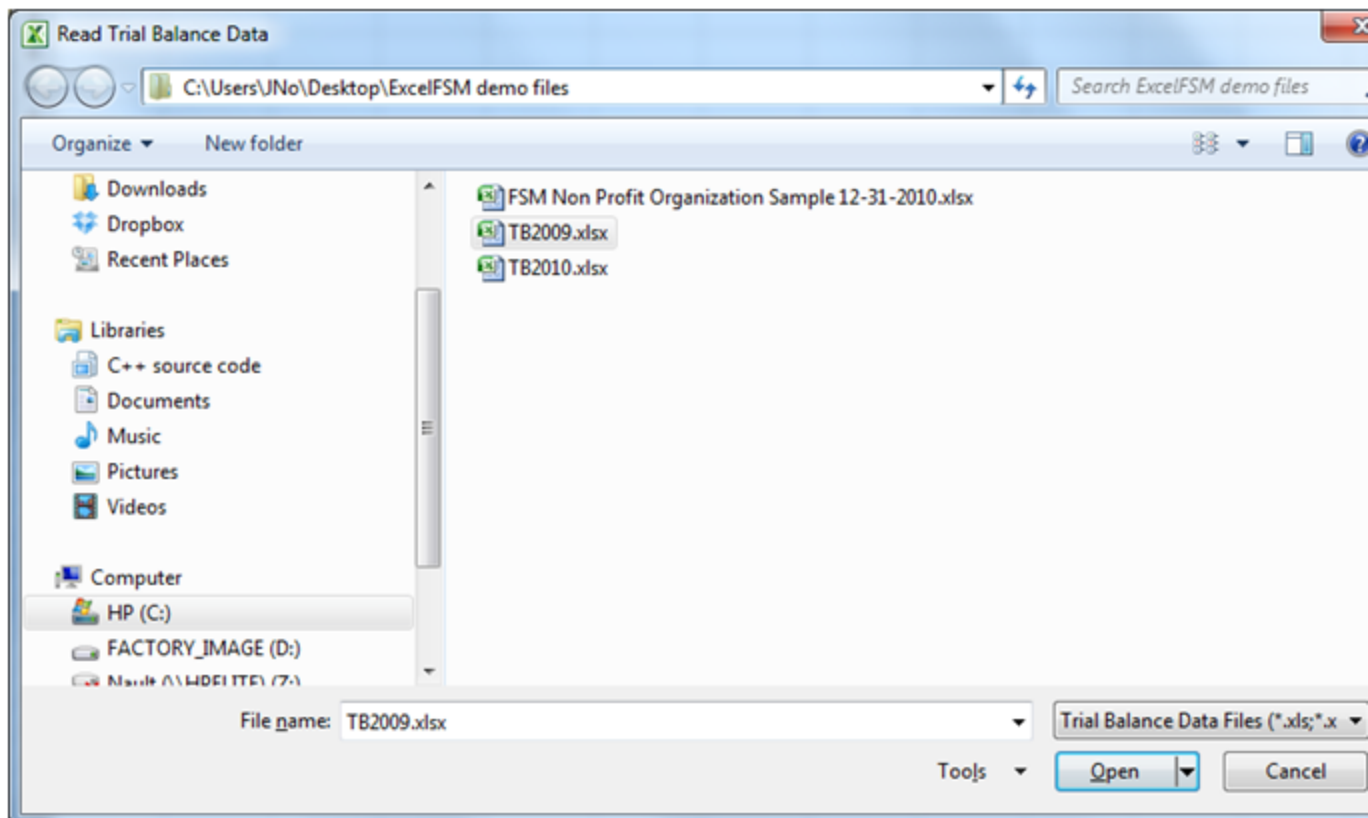 Read Trial Balance Data
C:\Users\JNo\Desktop\ExcelFSM demo files
Search ExcelFSM demo files
Organize
New folder
Downloads
Dropbox
Recent Places
Libraries
C++ source code
Documents
Music
Pictures
Videos
Computer
HP (C:)
FACTORY_IMAGE (D:)
Nault (\\HPELITE) (Z:)
FSM Non Profit Organization Sample 12-31-2010.xlsx
TB2009.xlsx
TB2010.xlsx
File name: TB2009.xlsx
Trial Balance Data Files (*.xls;*.x
Tools
Open
Cancel